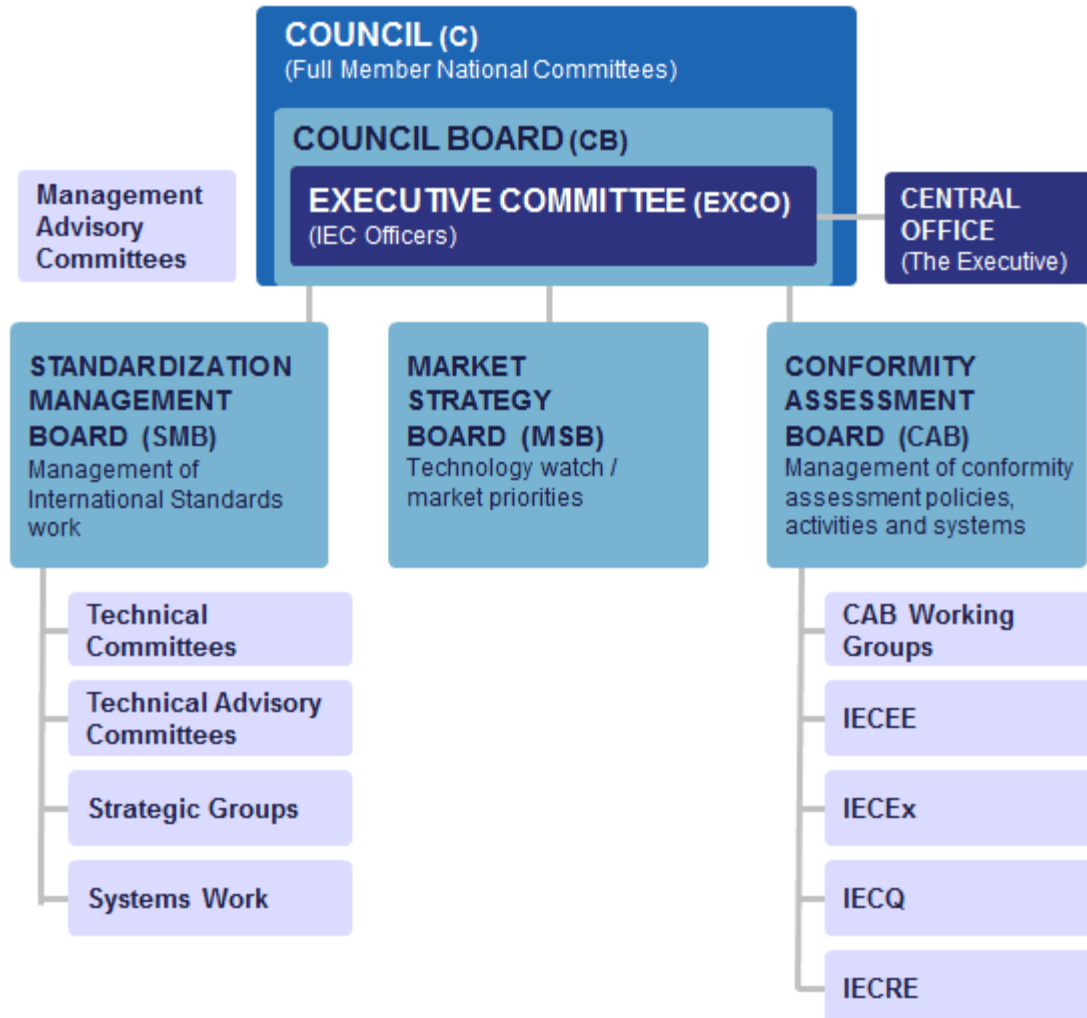 COUNCIL (C)
(Full Member National Committees)
COUNCIL BOARD (CB)
EXECUTIVE COMMITTEE (EXCO)
(IEC Officers)
Management
Advisory
Committees
CENTRAL
OFFICE
(The Executive)
STANDARDIZATION
MANAGEMENT
BOARD (SMB)
Management of
International Standards
work
MARKET
STRATEGY
BOARD (MSB)
Technology watch /
market priorities
CONFORMITY
ASSESSMENT
BOARD (CAB)
Management of conformity
assessment policies,
activities and systems
Technical
Committees
Technical Advisory
Committees
Strategic Groups
Systems Work
CAB Working
Groups
IECEE
IECEx
IECQ
IECRE